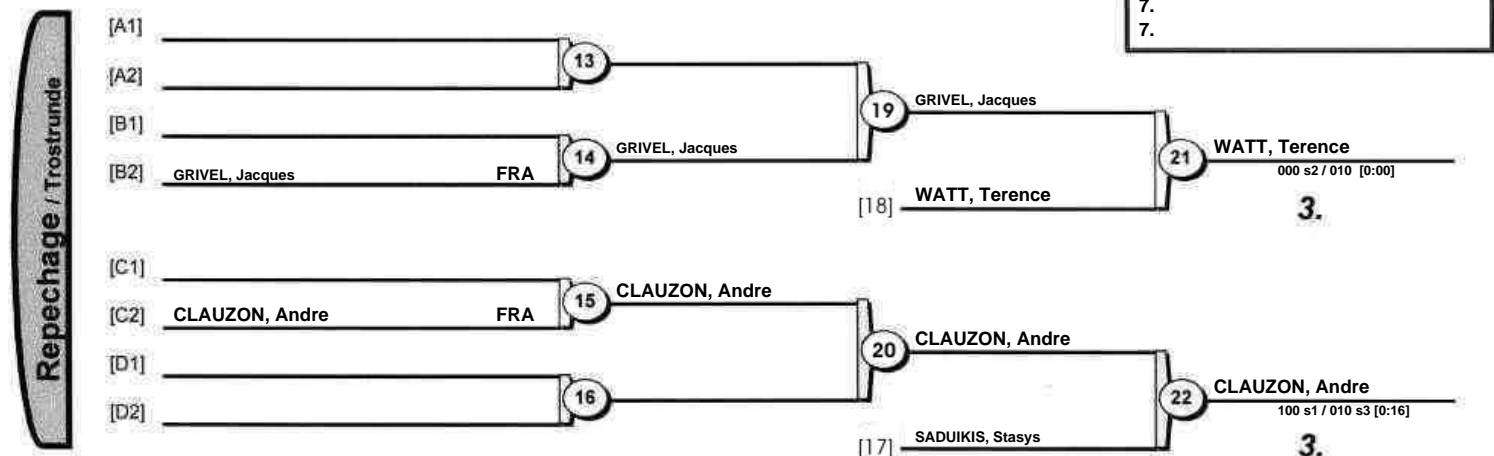 7.
7.
Repechage / Trostrunde
[A1]
13
[A2]
[B1]
19 GRIVEL, Jacques
14 GRIVEL, Jacques
21 WATT, Terence
[B2] GRIVEL, Jacques FRA
000 s2 / 010 [0:00]
[18] WATT, Terence
3.
[C1]
15 CLAUZON, Andre
[C2] CLAUZON, Andre FRA
20 CLAUZON, Andre
[D1]
16
22 CLAUZON, Andre
[D2]
100 s1 / 010 s3 [0:16]
[17] SADUIKIS, Stasys
3.